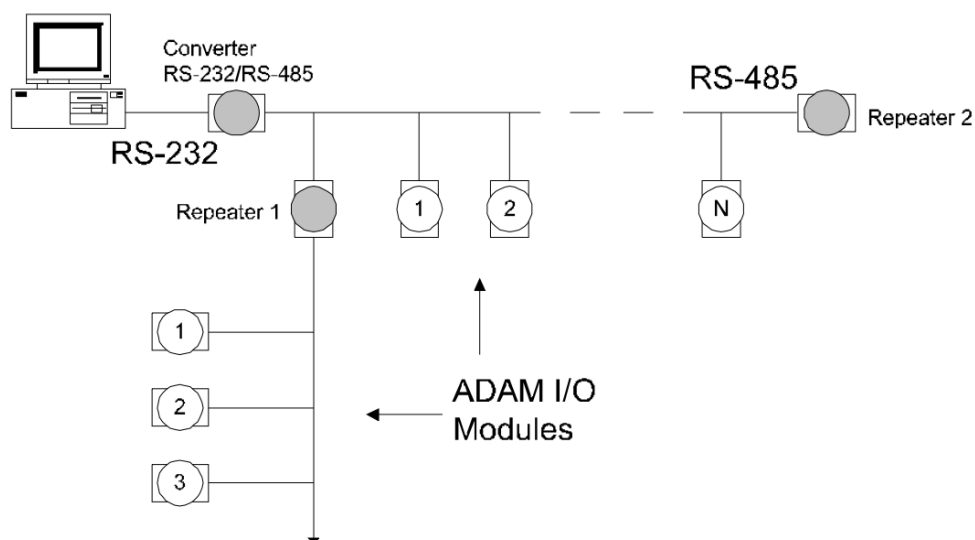 Converter
RS-232/RS-485
RS-485
Repeater 2
RS-232
Repeater 1
1
2
N
1
2
3
ADAM I/O
Modules